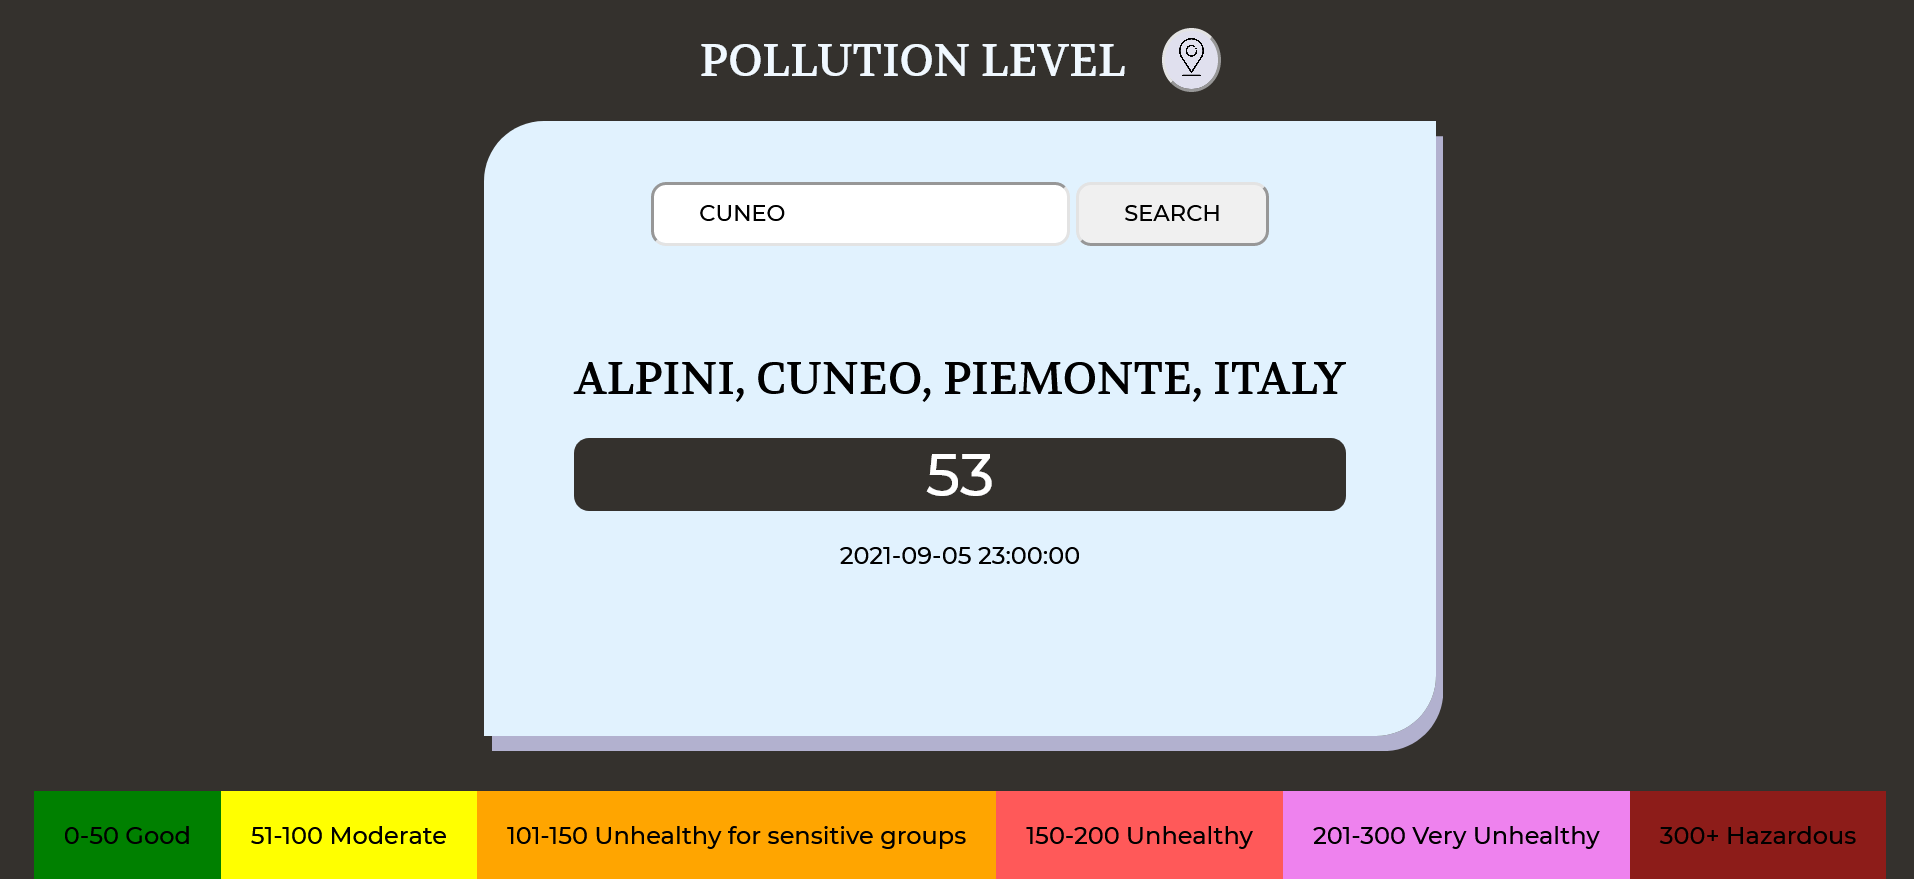 POLLUTION LEVEL
CUNEO
SEARCH
ALPINI, CUNEO, PIEMONTE, ITALY
53
2021-09-05 23:00:00
0-50 Good
51-100 Moderate
101-150 Unhealthy for sensitive groups
150-200 Unhealthy
201-300 Very Unhealthy
300+ Hazardous